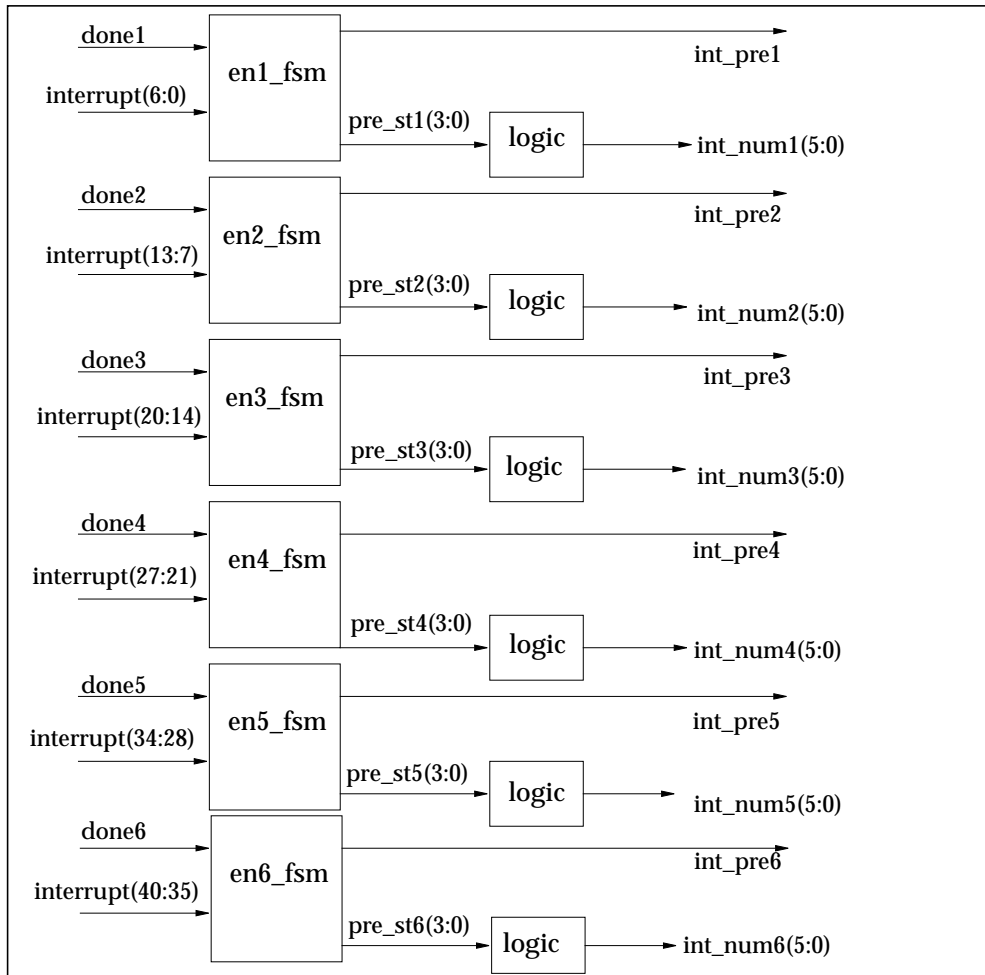 done1
en1_fsm
int_pre1
interrupt(6:0)
pre_st1(3:0)
logic
int_num1(5:0)
done2
en2_fsm
int_pre2
interrupt(13:7)
pre_st2(3:0)
logic
int_num2(5:0)
done3
en3_fsm
int_pre3
interrupt(20:14)
pre_st3(3:0)
logic
int_num3(5:0)
done4
en4_fsm
int_pre4
interrupt(27:21)
pre_st4(3:0)
logic
int_num4(5:0)
done5
en5_fsm
int_pre5
interrupt(34:28)
pre_st5(3:0)
logic
int_num5(5:0)
done6
en6_fsm
int_pre6
interrupt(40:35)
pre_st6(3:0)
logic
int_num6(5:0)